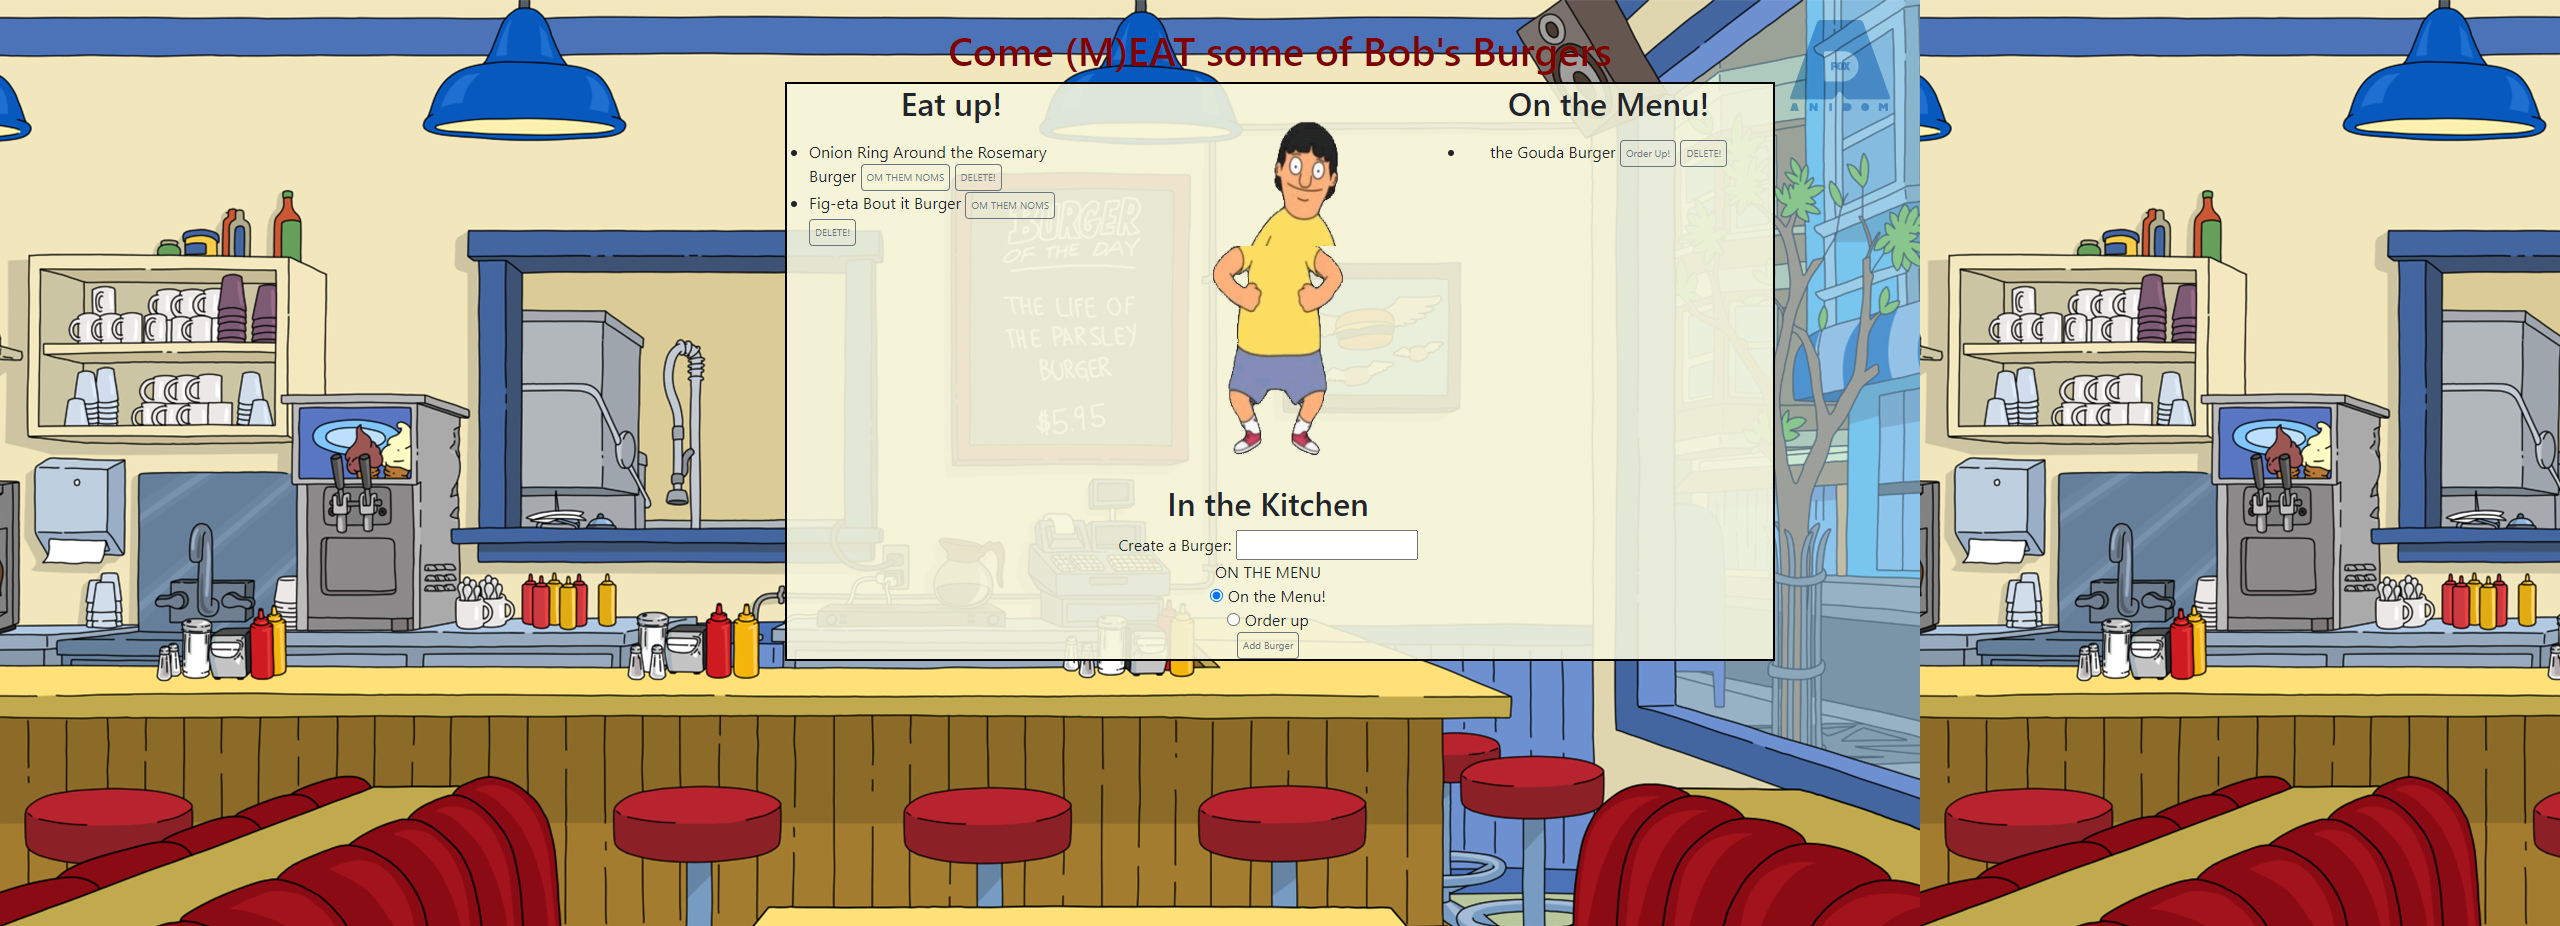 Come (M)EAT some of Bob's Burgers
FOX
ANIDOM
Eat up!
Onion Ring Around the Rosemary
Burger OM THEM NOMS DELETE!
Fig-eta Bout it Burger OM THEM NOMS
DELETE!
BURGER
OF THE DAY
THE LIFE OF
THE PARSLEY
BURGER
$5.95
On the Menu!
the Gouda Burger Order Up! DELETE!
In the Kitchen
Create a Burger:
ON THE MENU
On the Menu!
Order up
Add Burger